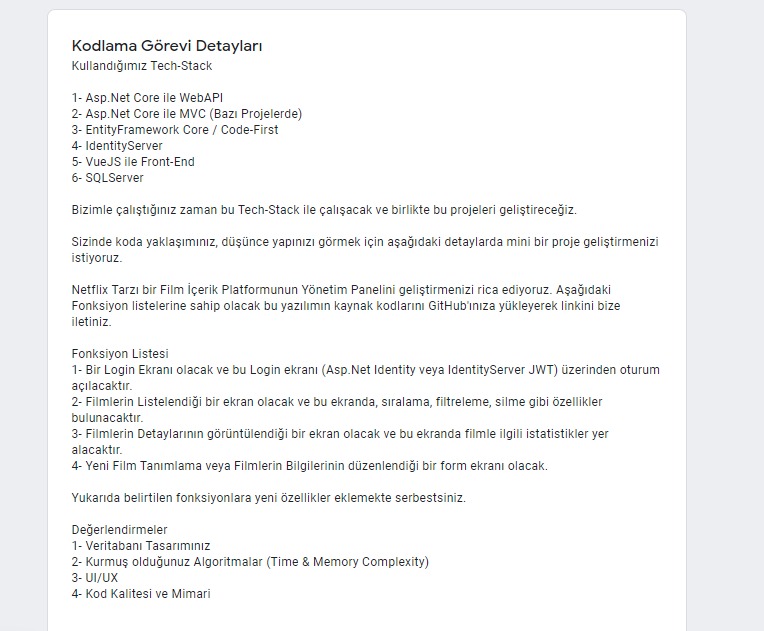 Kodlama Görevi Detayları
Kullandığımız Tech-Stack
1- Asp.Net Core ile WebAPI
2- Asp.Net Core ile MVC (Bazı Projelerde)
3- EntityFramework Core / Code-First
4- IdentityServer
5- VueJS ile Front-End
6- SQLServer
Bizimle çalıştığınız zaman bu Tech-Stack ile çalışacak ve birlikte bu projeleri geliştireceğiz.
Sizinde koda yaklaşımınız, düşünce yapınızı görmek için aşağıdaki detaylarda mini bir proje geliştirmenizi
istiyoruz.
Netflix Tarzı bir Film İçerik Platformunun Yönetim Panelini geliştirmenizi rica ediyoruz. Aşağıdaki
Fonksiyon listelerine sahip olacak bu yazılımın kaynak kodlarını GitHub'ınıza yükleyerek linkini bize
iletiniz.
Fonksiyon Listesi
1- Bir Login Ekranı olacak ve bu Login ekranı (Asp.Net Identity veya IdentityServer JWT) üzerinden oturum
açılacaktır.
2- Filmlerin Listelendiği bir ekran olacak ve bu ekranda, sıralama, filtreleme, silme gibi özellikler
bulunacaktır.
3- Filmlerin Detaylarının görüntülendiği bir ekran olacak ve bu ekranda filmle ilgili istatistikler yer
alacaktır.
4- Yeni Film Tanımlama veya Filmlerin Bilgilerinin düzenlendiği bir form ekranı olacak.
Yukarıda belirtilen fonksiyonlara yeni özellikler eklemekte serbestsiniz.
Değerlendirmeler
1- Veritabanı Tasarımınız
2- Kurmuş olduğunuz Algoritmalar (Time & Memory Complexity)
3- UI/UX
4- Kod Kalitesi ve Mimari